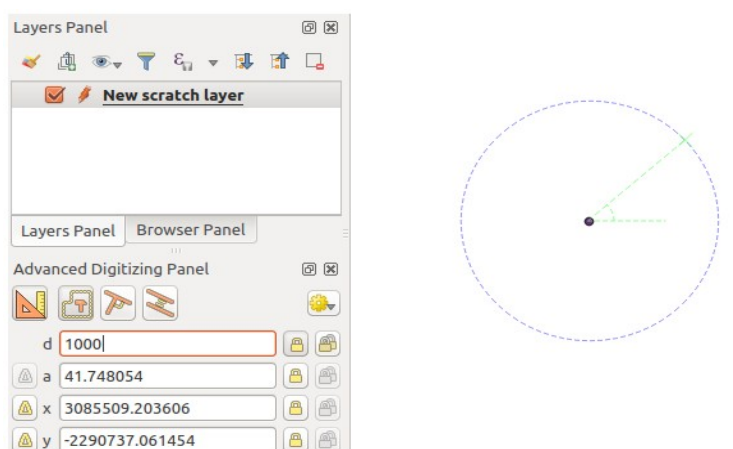 Layers Panel
ε
New scratch layer
Layers Panel Browser Panel
Advanced Digitizing Panel
d 1000
a 41.748054
x 3085509.203606
y -2290737.061454